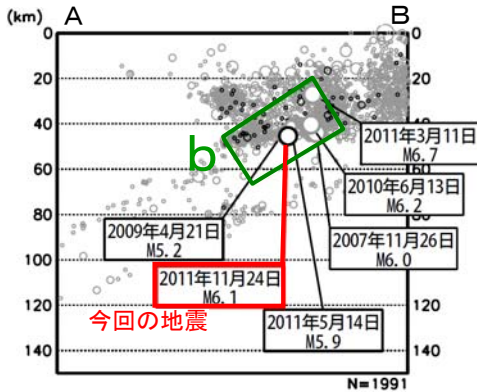 (km) A B
0 0
20 20
40 40
60
80 80
100 100
120 120
140 140
b
2011年3月11日
M6.7
2010年6月13日
M6.2
2007年11月26日
M6.0
2009年4月21日
M5.2
2011年11月24日
M6.1
今回の地震
2011年5月14日
M5.9
N=1991